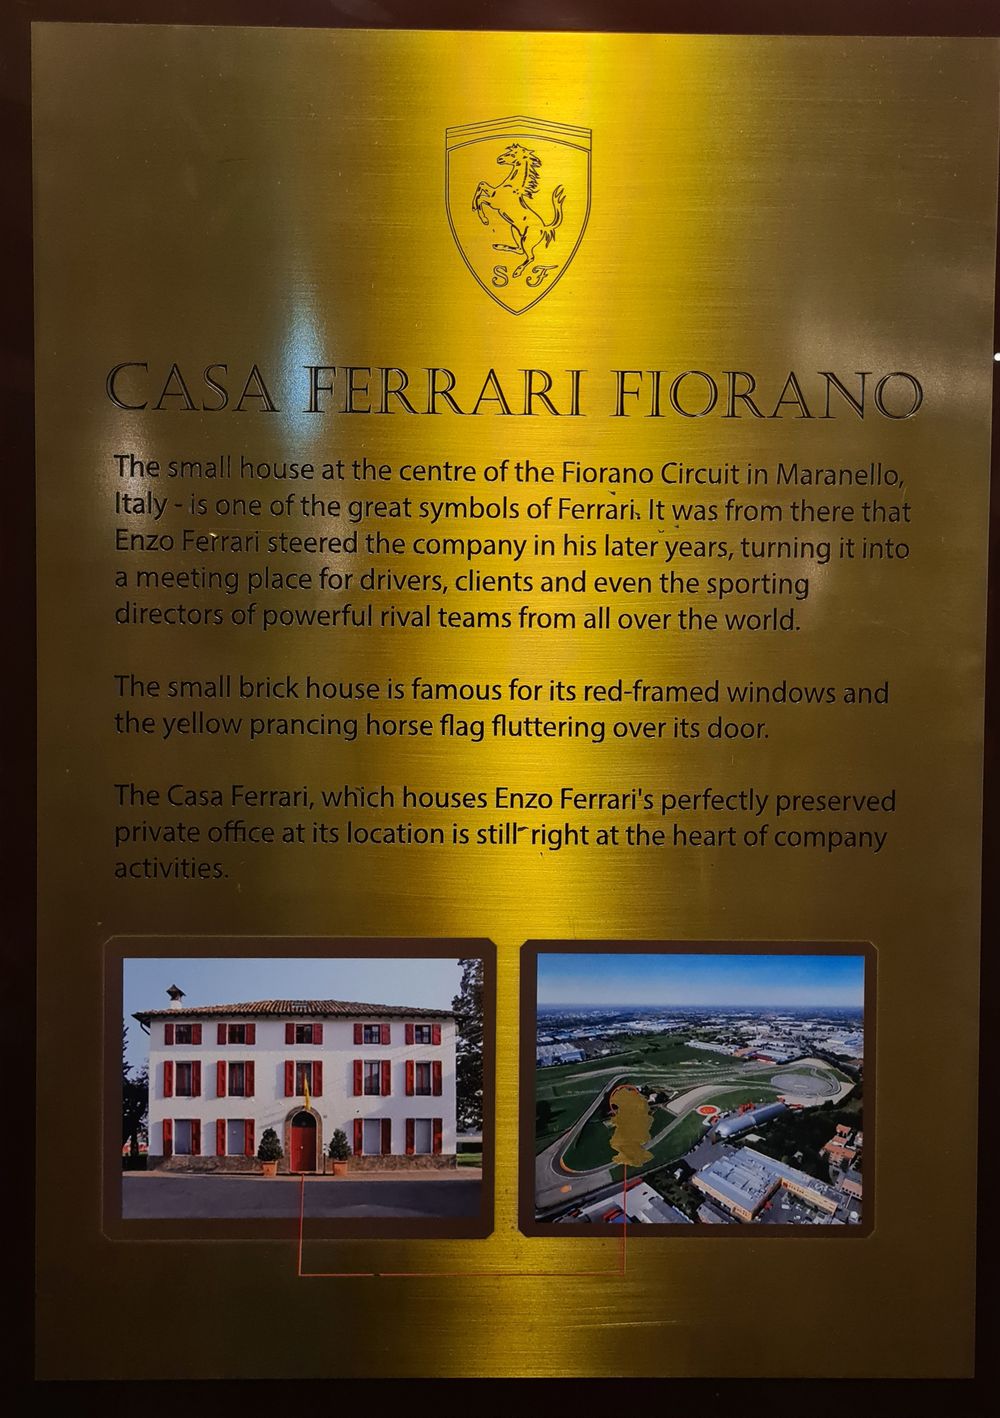 S F
CASA FERRARI FIORANO
The small house at the centre of the Fiorano Circuit in Maranello,
Italy - is one of the great symbols of Ferrari. It was from there that
Enzo Ferrari steered the company in his later years, turning it into
a meeting place for drivers, clients and even the sporting
directors of powerful rival teams from all over the world.
The small brick house is famous for its red-framed windows and
the yellow prancing horse flag fluttering over its door.
The Casa Ferrari, which houses Enzo Ferrari's perfectly preserved
private office at its location is still right at the heart of company
activities.